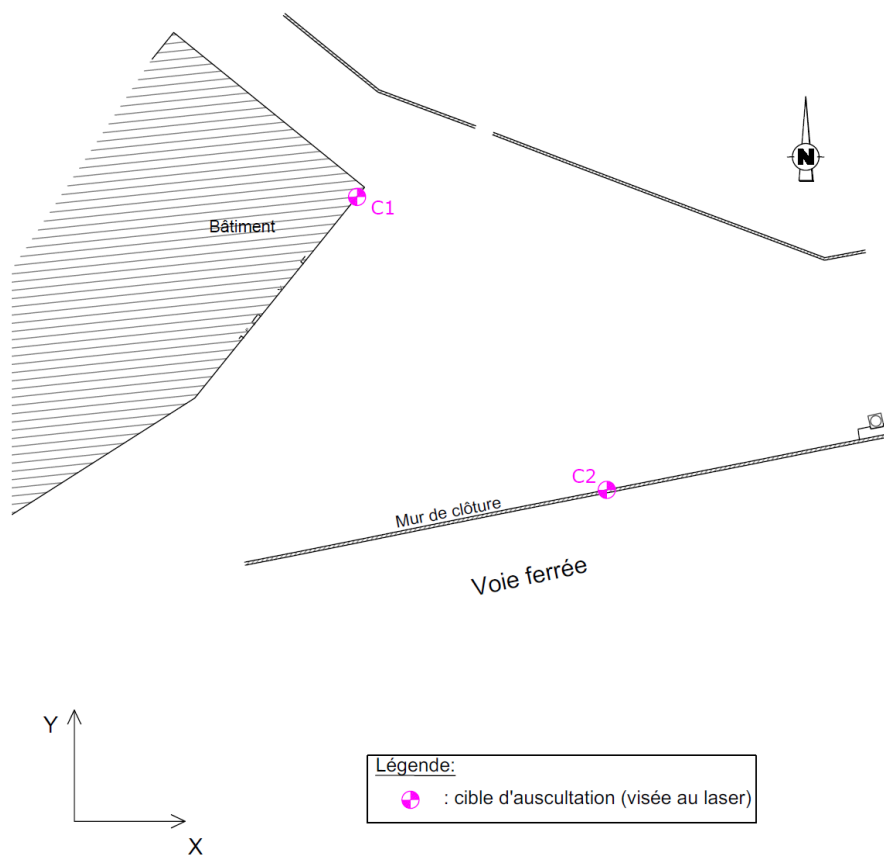 N
C1
Bâtiment
C2
Mur de clôture
Voie ferrée
Y
X
Légende:
: cible d'auscultation (visée au laser)